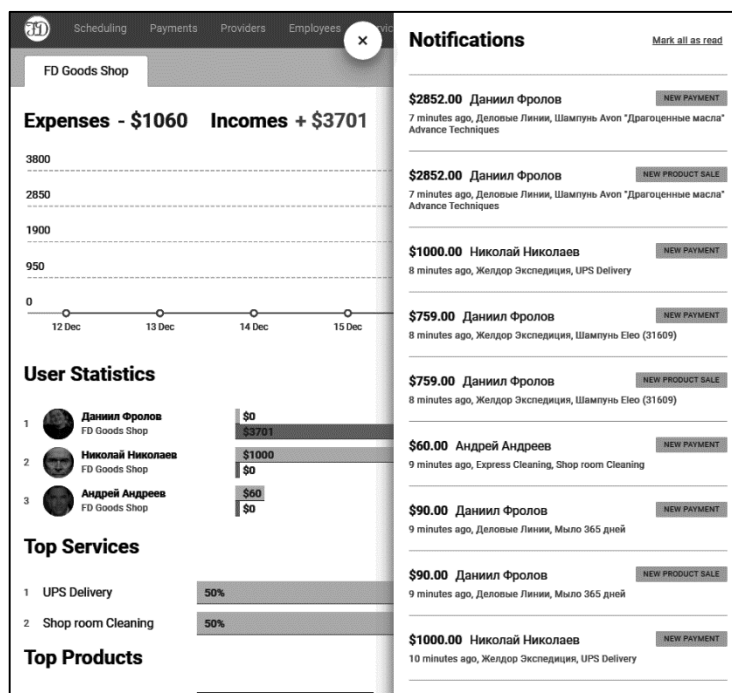 Scheduling Payments Providers Employees
FD Goods Shop
Expenses - $1060 Incomes + $3701
3800
2850
1900
950
0
12 Dec 13 Dec 14 Dec 15 Dec
User Statistics
1 Даниил Фролов $0
FD Goods Shop $3701
2 Николай Николаев $1000
FD Goods Shop $0
3 Андрей Андреев $60
FD Goods Shop $0
Top Services
1 UPS Delivery 50%
2 Shop room Cleaning 50%
Top Products
Notifications Mark all as read
$2852.00 Даниил Фролов NEW PAYMENT
7 minutes ago, Деловые Линии, Шампунь Avon "Драгоценные масла"
Advance Techniques
$2852.00 Даниил Фролов NEW PRODUCT SALE
7 minutes ago, Деловые Линии, Шампунь Avon "Драгоценные масла"
Advance Techniques
$1000.00 Николай Николаев NEW PAYMENT
8 minutes ago, Желдор Экспедиция, UPS Delivery
$759.00 Даниил Фролов NEW PAYMENT
8 minutes ago, Желдор Экспедиция, Шампунь Eleo (31609)
$759.00 Даниил Фролов NEW PRODUCT SALE
8 minutes ago, Желдор Экспедиция, Шампунь Eleo (31609)
$60.00 Андрей Андреев NEW PAYMENT
9 minutes ago, Express Cleaning, Shop room Cleaning
$90.00 Даниил Фролов NEW PAYMENT
9 minutes ago, Деловые Линии, Мыло 365 дней
$90.00 Даниил Фролов NEW PRODUCT SALE
9 minutes ago, Деловые Линии, Мыло 365 дней
$1000.00 Николай Николаев NEW PAYMENT
10 minutes ago, Желдор Экспедиция, UPS Delivery